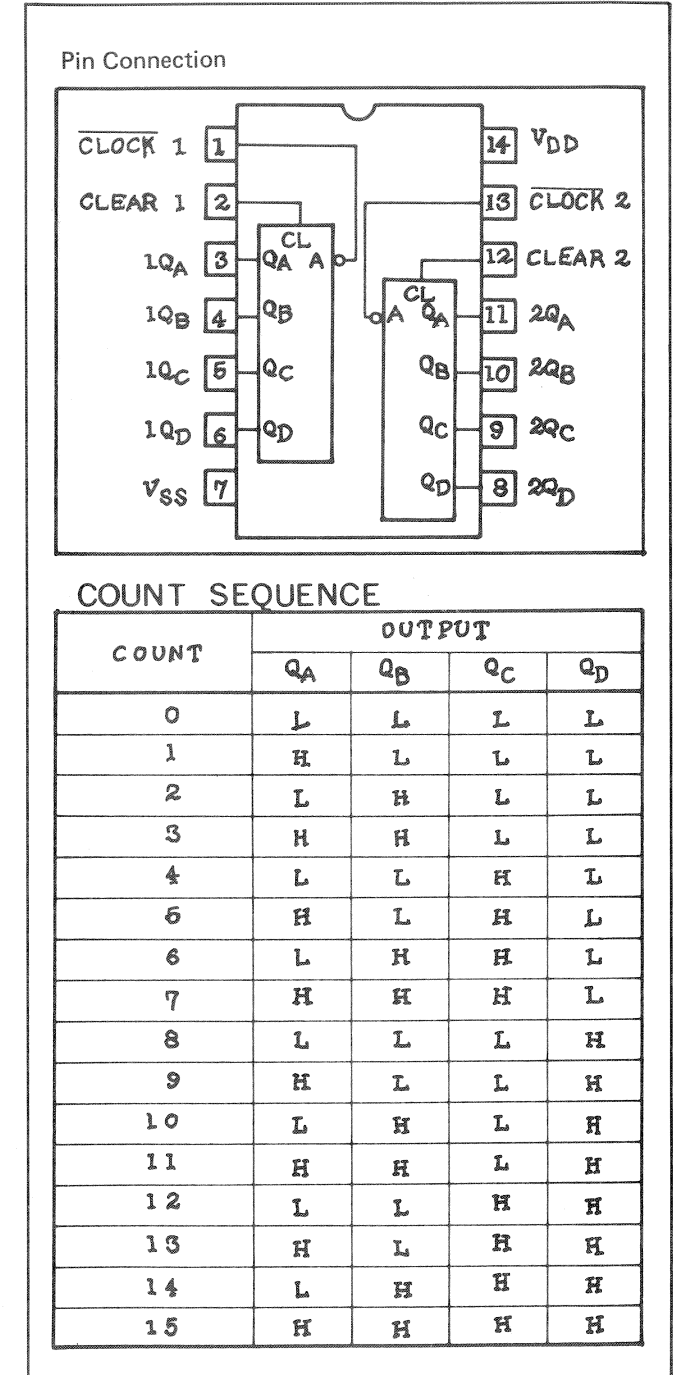 Pin Connection
CLOCK 1 1 14 VDD
CLEAR 1 2 13 CLOCK 2
CL
1QA 3 QA A 12 CLEAR 2
CL
1QB 4 QB A QA 11 2QA
1QC 5 QC QB 10 2QB
1QD 6 QD QC 9 2QC
VSS 7 QD 8 2QD
COUNT SEQUENCE
COUNT OUTPUT
QA QB QC QD
0 L L L L
1 H L L L
2 L H L L
3 H H L L
4 L L H L
5 H L H L
6 L H H L
7 H H H L
8 L L L H
9 H L L H
10 L H L H
11 H H L H
12 L L H H
13 H L H H
14 L H H H
15 H H H H